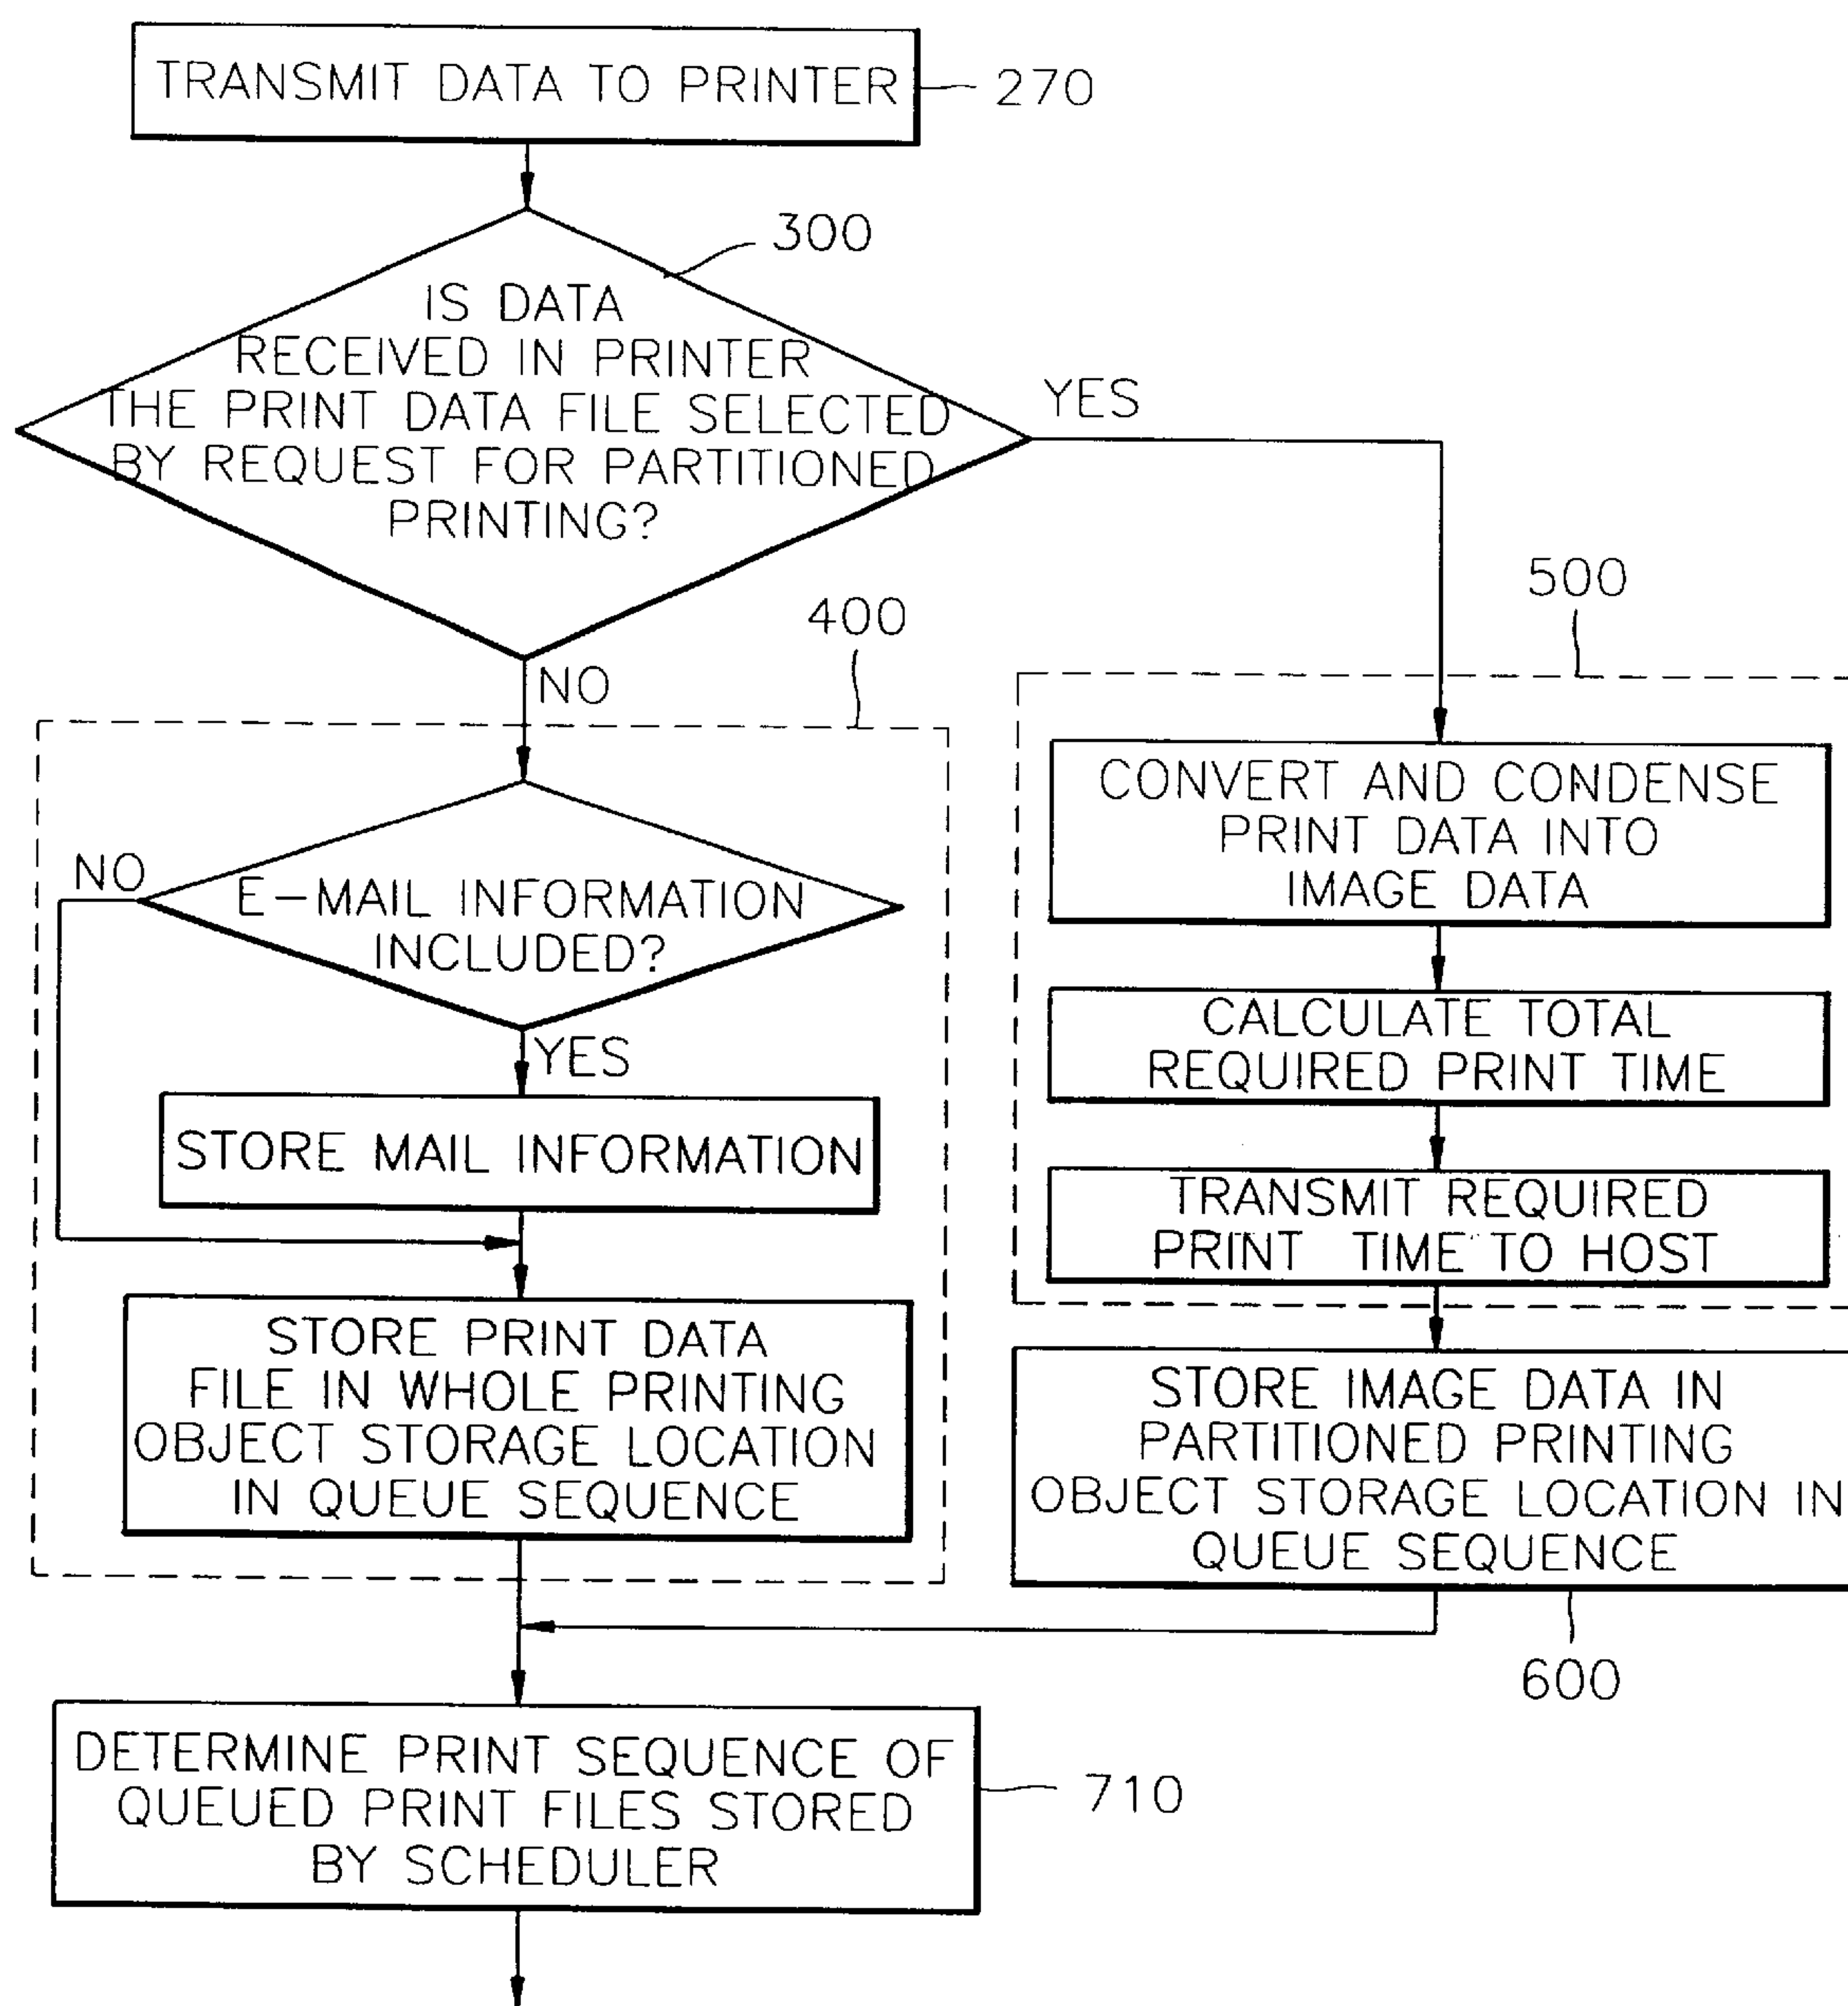 TRANSMIT DATA TO PRINTER
270
300
IS DATA
RECEIVED IN PRINTER
THE PRINT DATA FILE SELECTED
BY REQUEST FOR PARTITIONED
PRINTING?
YES
NO
400
E-MAIL INFORMATION
INCLUDED?
NO
YES
STORE MAIL INFORMATION
STORE PRINT DATA
FILE IN WHOLE PRINTING
OBJECT STORAGE LOCATION
IN QUEUE SEQUENCE
500
CONVERT AND CONDENSE
PRINT DATA INTO
IMAGE DATA
CALCULATE TOTAL
REQUIRED PRINT TIME
TRANSMIT REQUIRED
PRINT TIME TO HOST
STORE IMAGE DATA IN
PARTITIONED PRINTING
OBJECT STORAGE LOCATION IN
QUEUE SEQUENCE
600
DETERMINE PRINT SEQUENCE OF
QUEUED PRINT FILES STORED
BY SCHEDULER
710